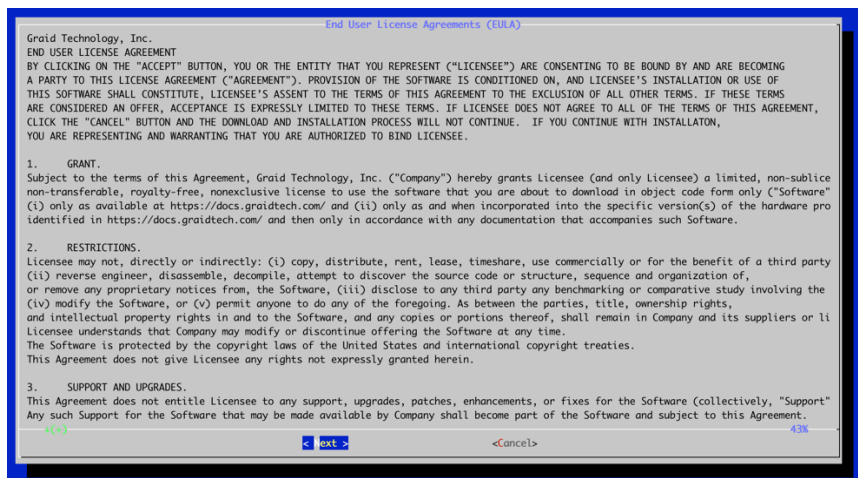 End User License Agreements (EULA)
Graid Technology, Inc.
END USER LICENSE AGREEMENT
BY CLICKING ON THE "ACCEPT" BUTTON, YOU OR THE ENTITY THAT YOU REPRESENT (“LICENSEE”) ARE CONSENTING TO BE BOUND BY AND ARE BECOMING
A PARTY TO THIS LICENSE AGREEMENT ("AGREEMENT"). PROVISION OF THE SOFTWARE IS CONDITIONED ON, AND LICENSEE'S INSTALLATION OR USE OF
THIS SOFTWARE SHALL CONSTITUTE, LICENSEE'S ASSENT TO THE TERMS OF THIS AGREEMENT TO THE EXCLUSION OF ALL OTHER TERMS. IF THESE TERMS
ARE CONSIDERED AN OFFER, ACCEPTANCE IS EXPRESSLY LIMITED TO THESE TERMS. IF LICENSEE DOES NOT AGREE TO ALL OF THE TERMS OF THIS AGREEMENT,
CLICK THE "CANCEL" BUTTON AND THE DOWNLOAD AND INSTALLATION PROCESS WILL NOT CONTINUE.  IF YOU CONTINUE WITH INSTALLATON,
YOU ARE REPRESENTING AND WARRANTING THAT YOU ARE AUTHORIZED TO BIND LICENSEE.
1.    GRANT.
Subject to the terms of this Agreement, Graid Technology, Inc. ("Company") hereby grants Licensee (and only Licensee) a limited, non-sublice
non-transferable, royalty-free, nonexclusive license to use the software that you are about to download in object code form only ("Software"
(i) only as available at https://docs.graidtech.com/ and (ii) only as and when incorporated into the specific version(s) of the hardware pro
identified in https://docs.graidtech.com/ and then only in accordance with any documentation that accompanies such Software.
2.    RESTRICTIONS.
Licensee may not, directly or indirectly: (i) copy, distribute, rent, lease, timeshare, use commercially or for the benefit of a third party
(ii) reverse engineer, disassemble, decompile, attempt to discover the source code or structure, sequence and organization of,
or remove any proprietary notices from, the Software, (iii) disclose to any third party any benchmarking or comparative study involving the
(iv) modify the Software, or (v) permit anyone to do any of the foregoing. As between the parties, title, ownership rights,
and intellectual property rights in and to the Software, and any copies or portions thereof, shall remain in Company and its suppliers or li
Licensee understands that Company may modify or discontinue offering the Software at any time.
The Software is protected by the copyright laws of the United States and international copyright treaties.
This Agreement does not give Licensee any rights not expressly granted herein.
3.    SUPPORT AND UPGRADES.
This Agreement does not entitle Licensee to any support, upgrades, patches, enhancements, or fixes for the Software (collectively, "Support"
Any such Support for the Software that may be made available by Company shall become part of the Software and subject to this Agreement.
(+) 43%
< Next > <Cancel>